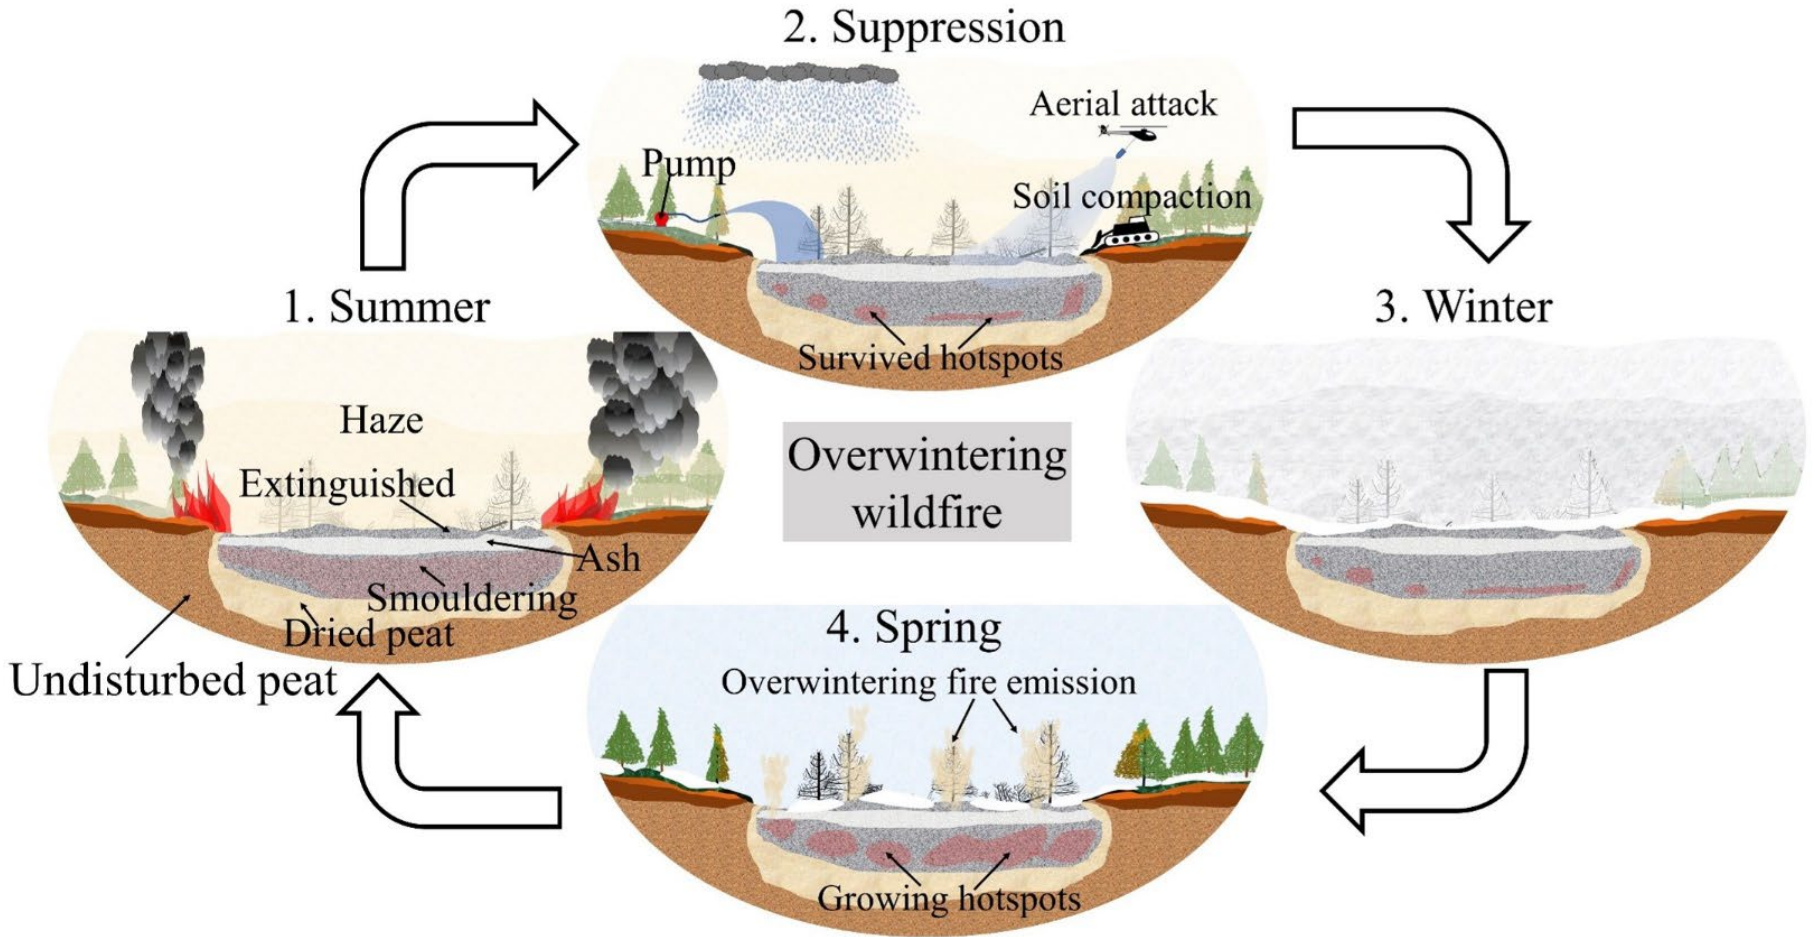 2. Suppression
Aerial attack
Pump
Soil compaction
Survived hotspots
1. Summer
Haze
Extinguished
Ash
Smouldering
Dried peat
Undisturbed peat
Overwintering
wildfire
3. Winter
4. Spring
Overwintering fire emission
Growing hotspots